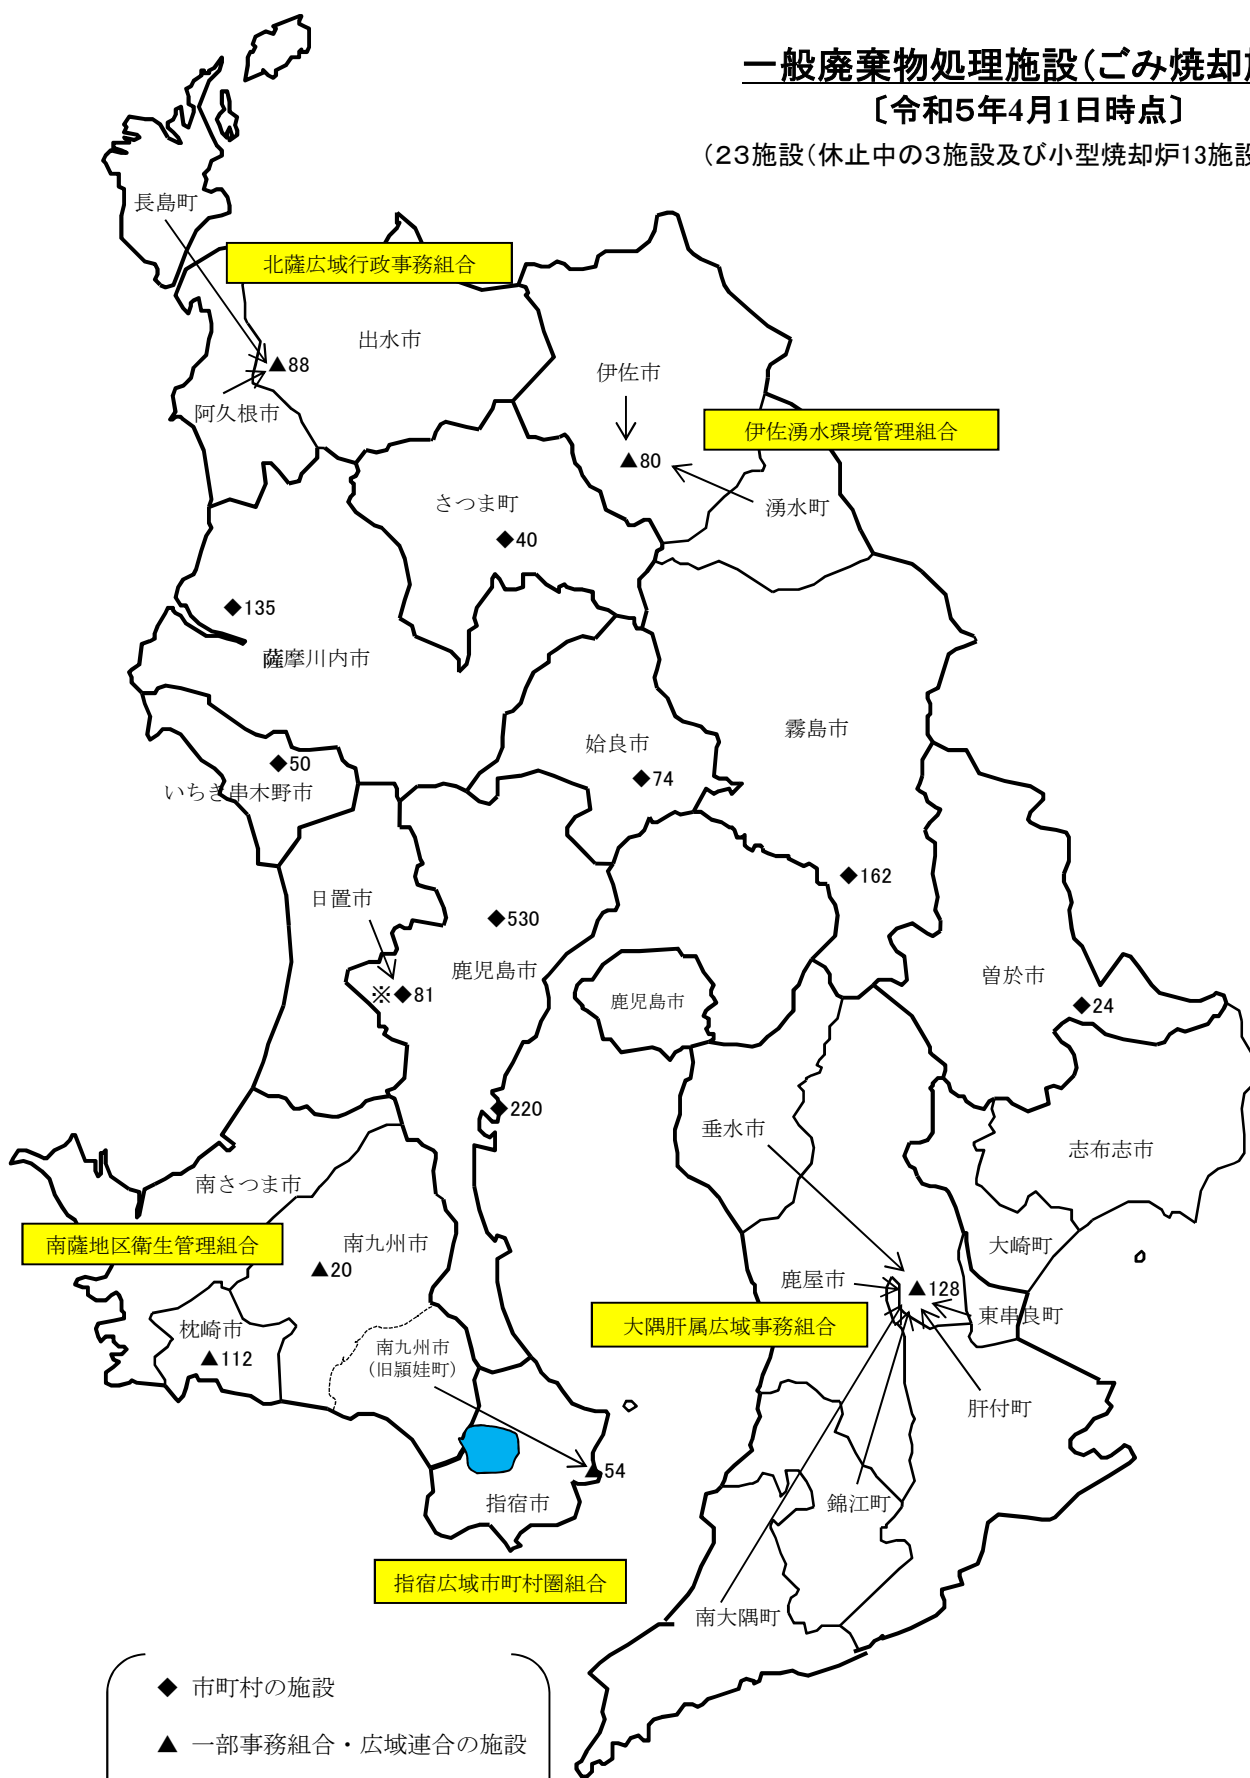 一般廃棄物処理施設(ごみ焼却施
〔令和5年4月1日時点〕
(23施設(休止中の3施設及び小型焼却炉13施設
長島町
北薩広域行政事務組合
出水市
▲88
阿久根市
伊佐市
伊佐湧水環境管理組合
▲80
湧水町
さつま町
◆40
◆135
薩摩川内市
霧島市
姶良市
◆50
◆74
いちき串木野市
◆162
日置市
◆530
鹿児島市
曽於市
※◆81
鹿児島市
◆24
◆220
垂水市
志布志市
南さつま市
南薩地区衛生管理組合
南九州市
大崎町
▲20
鹿屋市
▲128
枕崎市
大隅肝属広域事務組合
東串良町
▲112
南九州市
(旧頴娃町)
肝付町
▲54
指宿市
錦江町
指宿広域市町村圏組合
南大隅町
◆ 市町村の施設
▲ 一部事務組合・広域連合の施設